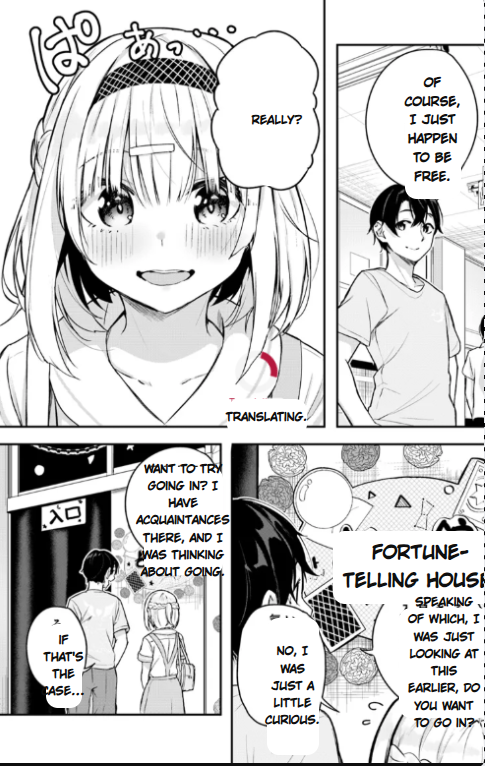 OF
COURSE,
I JUST
HAPPEN
TO BE
FREE.
ぱぁっ…
REALLY?
TRANSLATING.
FORTUNE-
TELLING HOUSE
SPEAKING
OF WHICH, I
WAS JUST
LOOKING AT
THIS
EARLIER, DO
YOU WANT
TO GO IN?
NO, I
WAS
JUST A
LITTLE
CURIOUS.
WANT TO TRY
GOING IN? I
HAVE
ACQUAINTANCES
THERE, AND I
WAS THINKING
ABOUT GOING.
入口
IF
THAT'S
THE
CASE...